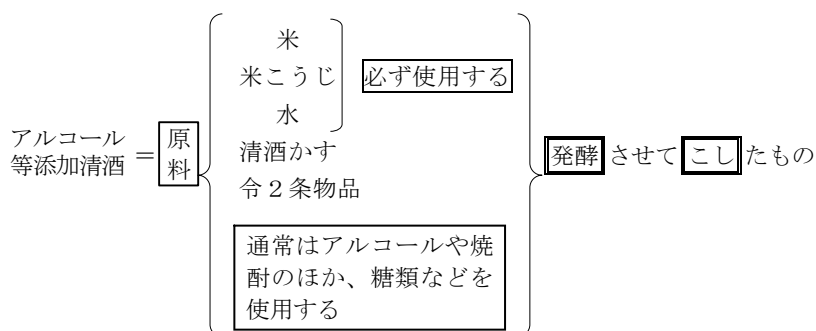 アルコール
等添加清酒
=
原
料
米
米こうじ
水
必ず使用する
清酒かす
令2条物品
通常はアルコールや焼
酎のほか、糖類などを
使用する
発酵させてこしたもの